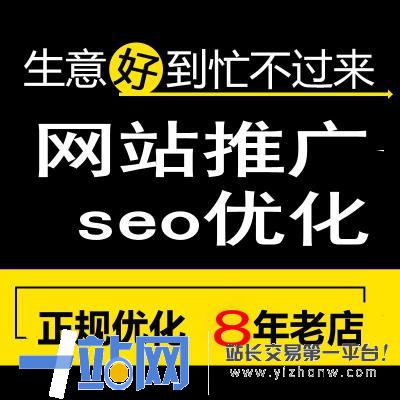 生意好到忙不过来
网站推广
seo优化
正规优化 8年老店
一站网
站长交易第一平台!
www.yizhanw.com